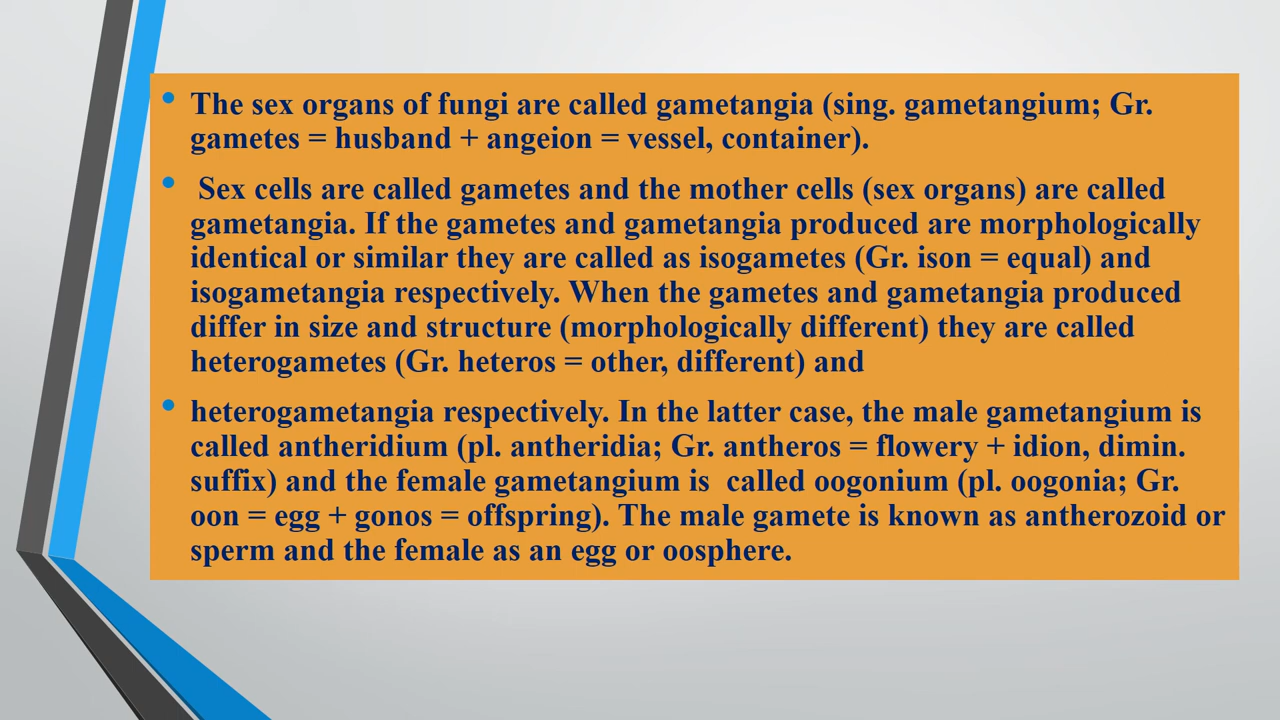 The sex organs of fungi are called gametangia (sing. gametangium; Gr.
gametes = husband + angeion = vessel, container).
Sex cells are called gametes and the mother cells (sex organs) are called
gametangia. If the gametes and gametangia produced are morphologically
identical or similar they are called as isogametes (Gr. ison = equal) and
isogametangia respectively. When the gametes and gametangia produced
differ in size and structure (morphologically different) they are called
heterogametes (Gr. heteros = other, different) and
heterogametangia respectively. In the latter case, the male gametangium is
called antheridium (pl. antheridia; Gr. antheros = flowery + idion, dimin.
suffix) and the female gametangium is called oogonium (pl. oogonia; Gr.
oon = egg + gonos = offspring). The male gamete is known as antherozoid or
sperm and the female as an egg or oosphere.